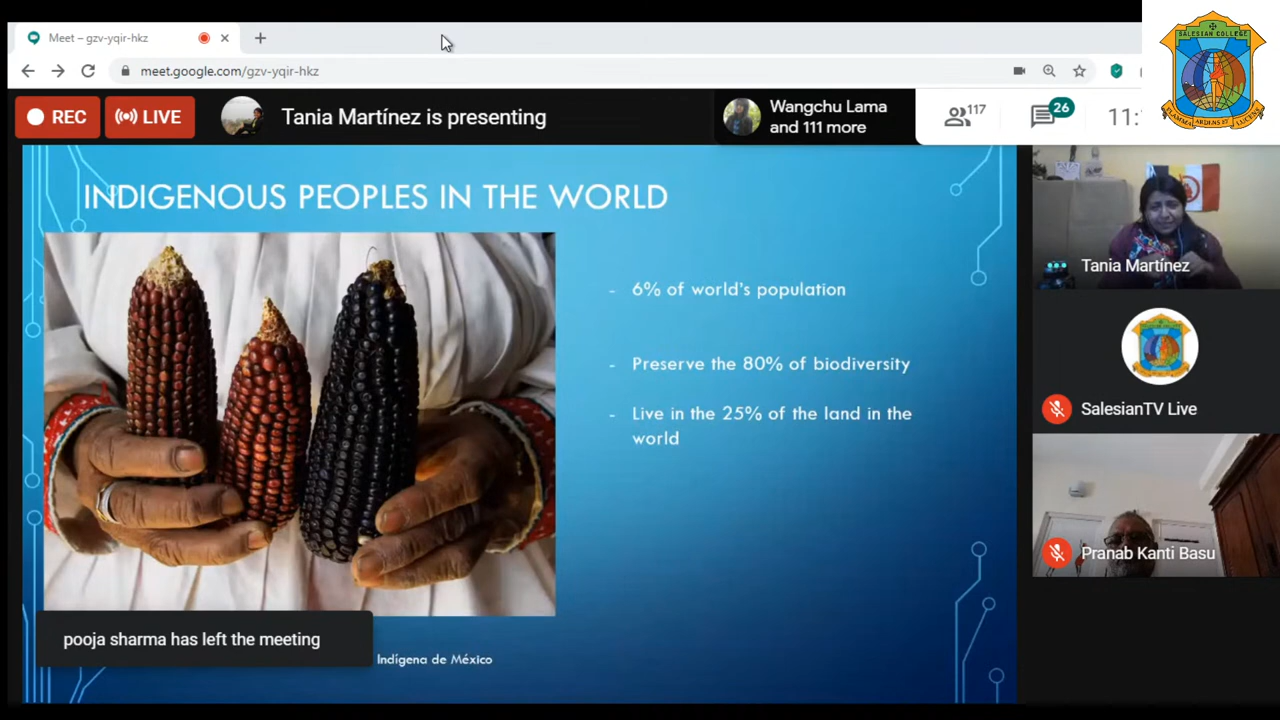 Meet – gzv-yqir-hkz
meet.google.com/gzv-yqir-hkz
SALESIAN COLLEGE
REC
LIVE
Tania Martínez is presenting
Wangchu Lama
and 111 more
117
26
11:
INDIGENOUS PEOPLES IN THE WORLD
- 6% of world's population
- Preserve the 80% of biodiversity
- Live in the 25% of the land in the
world
Indígena de México
pooja sharma has left the meeting
Tania Martínez
SalesianTV Live
Pranab Kanti Basu